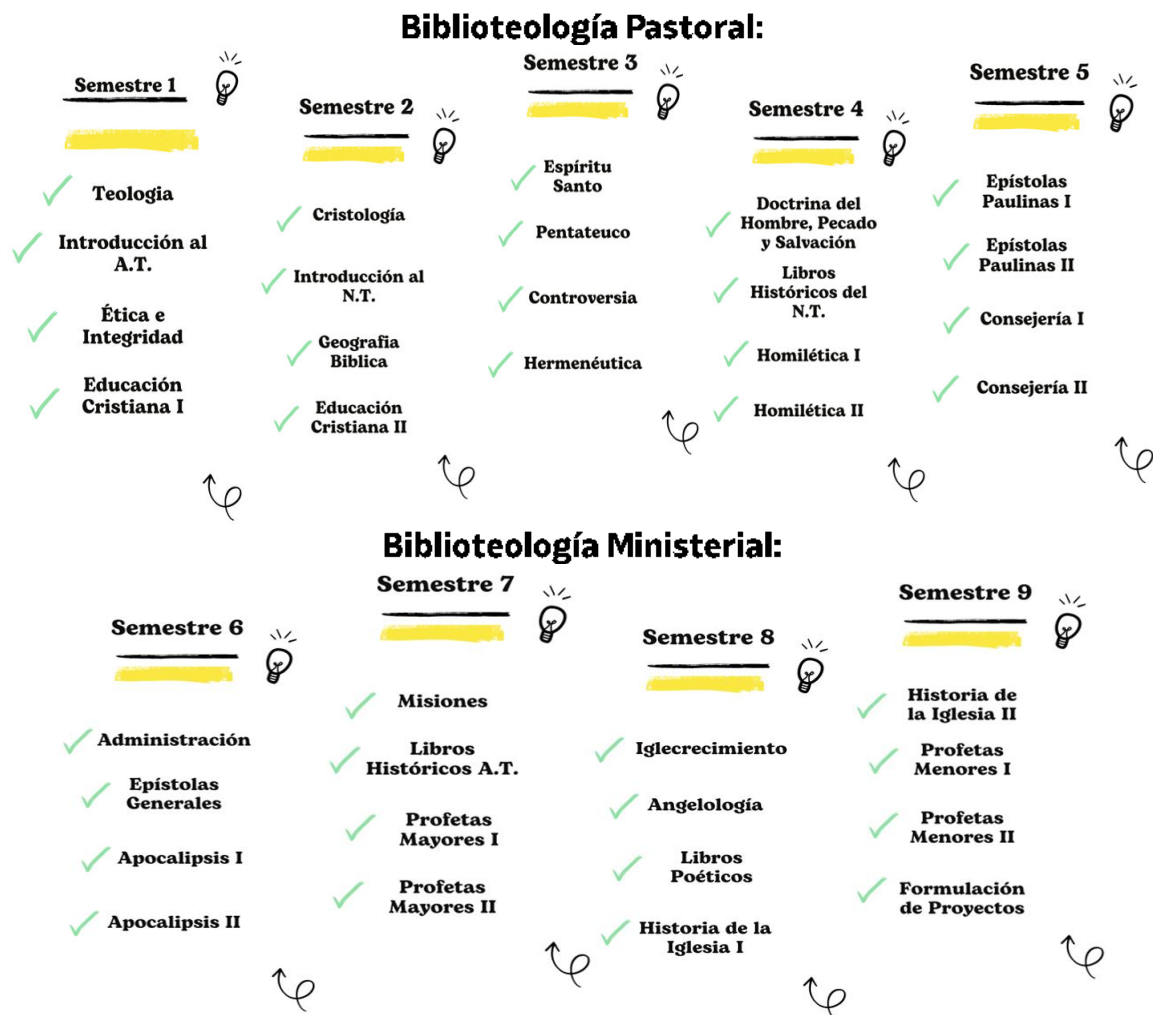 Biblioteología Pastoral:
Semestre 1
Teologia
Introducción al
A.T.
Ética e
Integridad
Educación
Cristiana I
Semestre 2
Cristología
Introducción al
N.T.
Geografia
Biblica
Educación
Cristiana II
Semestre 3
Espíritu
Santo
Pentateuco
Controversia
Hermenéutica
Semestre 4
Doctrina del
Hombre, Pecado
y Salvación
Libros
Históricos del
N.T.
Homilética I
Homilética II
Semestre 5
Epístolas
Paulinas I
Epístolas
Paulinas II
Consejería I
Consejería II
Biblioteología Ministerial:
Semestre 6
Administración
Epístolas
Generales
Apocalipsis I
Apocalipsis II
Semestre 7
Misiones
Libros
Históricos A.T.
Profetas
Mayores I
Profetas
Mayores II
Semestre 8
Iglecrecimiento
Angelología
Libros
Poéticos
Historia de la
Iglesia I
Semestre 9
Historia de
la Iglesia II
Profetas
Menores I
Profetas
Menores II
Formulación
de Proyectos